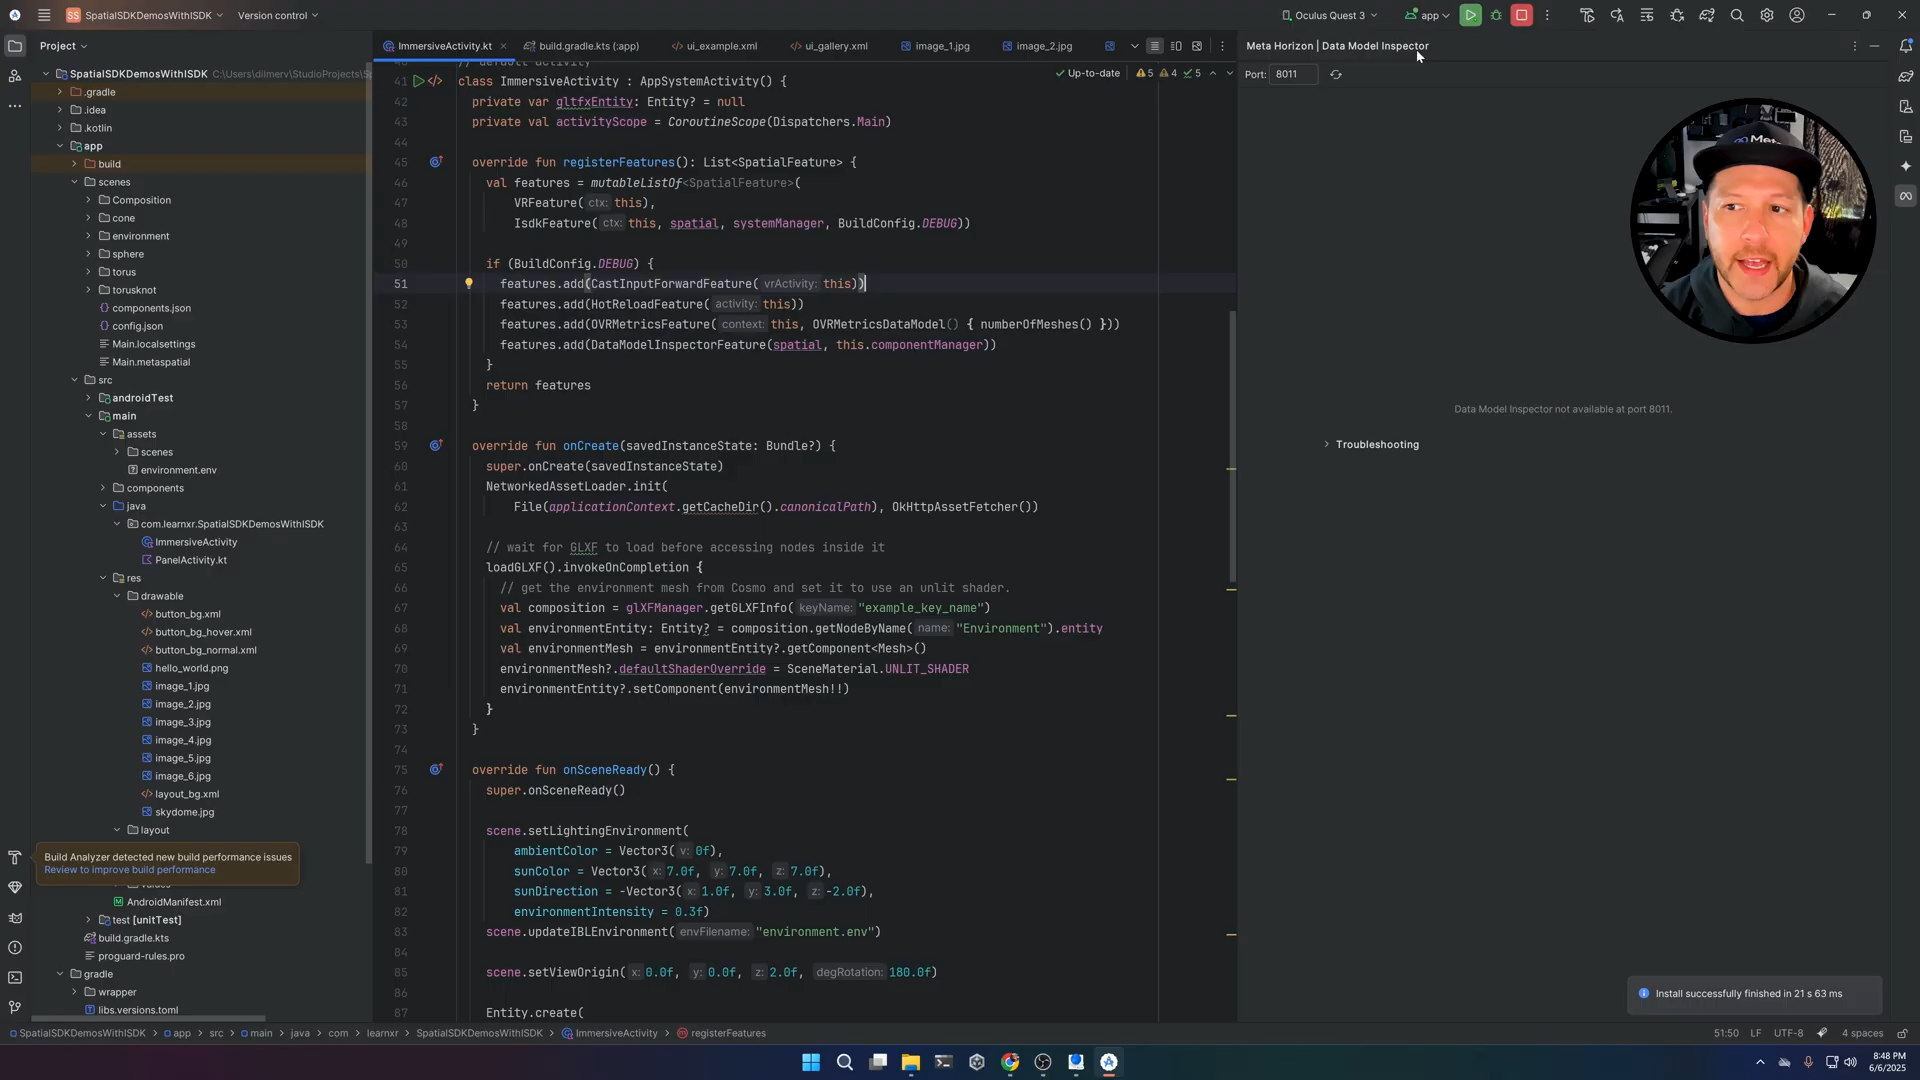 SS SpatialSDKDemosWithISDK
Version control
Oculus Quest 3
app
Project
ImmersiveActivity.kt
build.gradle.kts (:app)
ui_example.xml
ui_gallery.xml
image_1.jpg
image_2.jpg
Meta Horizon | Data Model Inspector
Port: 8011
Data Model Inspector not available at port 8011.
Troubleshooting
SpatialSDKDemosWithISDK C:\Users\dilmerv\StudioProjects\Sp
.gradle
.idea
.kotlin
app
build
scenes
Composition
cone
environment
sphere
torus
torusknot
components.json
config.json
Main.localsettings
Main.metaspatial
src
androidTest
main
assets
scenes
environment.env
components
java
com.learnxr.SpatialSDKDemosWithISDK
ImmersiveActivity
PanelActivity.kt
res
drawable
button_bg.xml
button_bg_hover.xml
button_bg_normal.xml
hello_world.png
image_1.jpg
image_2.jpg
image_3.jpg
image_4.jpg
image_5.jpg
image_6.jpg
layout_bg.xml
skydome.jpg
layout
Build Analyzer detected new build performance issues
Review to improve build performance
values
AndroidManifest.xml
test [unitTest]
build.gradle.kts
proguard-rules.pro
gradle
wrapper
libs.versions.toml
Up-to-date 5 4 5
// default activity
41 class ImmersiveActivity : AppSystemActivity() {
42 private var gltfxEntity: Entity? = null
43 private val activityScope = CoroutineScope(Dispatchers.Main)
44
45 override fun registerFeatures(): List<SpatialFeature> {
46 val features = mutableListOf<SpatialFeature>(
47 VRFeature( ctx: this),
48 IsdkFeature( ctx: this, spatial, systemManager, BuildConfig.DEBUG))
49
50 if (BuildConfig.DEBUG) {
51 features.add(CastInputForwardFeature( vrActivity: this))
52 features.add(HotReloadFeature( activity: this))
53 features.add(OVRMetricsFeature( context: this, OVRMetricsDataModel() { numberOfMeshes() }))
54 features.add(DataModelInspectorFeature(spatial, this.componentManager))
55 }
56 return features
57 }
58
59 override fun onCreate(savedInstanceState: Bundle?) {
60 super.onCreate(savedInstanceState)
61 NetworkedAssetLoader.init(
62 File(applicationContext.getCacheDir().canonicalPath), OkHttpAssetFetcher())
63
64 // wait for GLXF to load before accessing nodes inside it
65 loadGLXF().invokeOnCompletion {
66 // get the environment mesh from Cosmo and set it to use an unlit shader.
67 val composition = glXFManager.getGLXFInfo( keyName: "example_key_name")
68 val environmentEntity: Entity? = composition.getNodeByName( name: "Environment").entity
69 val environmentMesh = environmentEntity?.getComponent<Mesh>()
70 environmentMesh?.defaultShaderOverride = SceneMaterial.UNLIT_SHADER
71 environmentEntity?.setComponent(environmentMesh!!)
72 }
73 }
74
75 override fun onSceneReady() {
76 super.onSceneReady()
77
78 scene.setLightingEnvironment(
79 ambientColor = Vector3( v: 0f),
80 sunColor = Vector3( x: 7.0f, y: 7.0f, z: 7.0f),
81 sunDirection = -Vector3( x: 1.0f, y: 3.0f, z: -2.0f),
82 environmentIntensity = 0.3f)
83 scene.updateIBLEnvironment( envFilename: "environment.env")
84
85 scene.setViewOrigin( x: 0.0f, y: 0.0f, z: 2.0f, degRotation: 180.0f)
86
87 Entity.create(
Meta
Install successfully finished in 21 s 63 ms
SpatialSDKDemosWithISDK > app > src > main > java > com > learnxr > SpatialSDKDemosWithISDK > ImmersiveActivity > registerFeatures
51:50 LF UTF-8 4 spaces
8:48 PM
6/6/2025